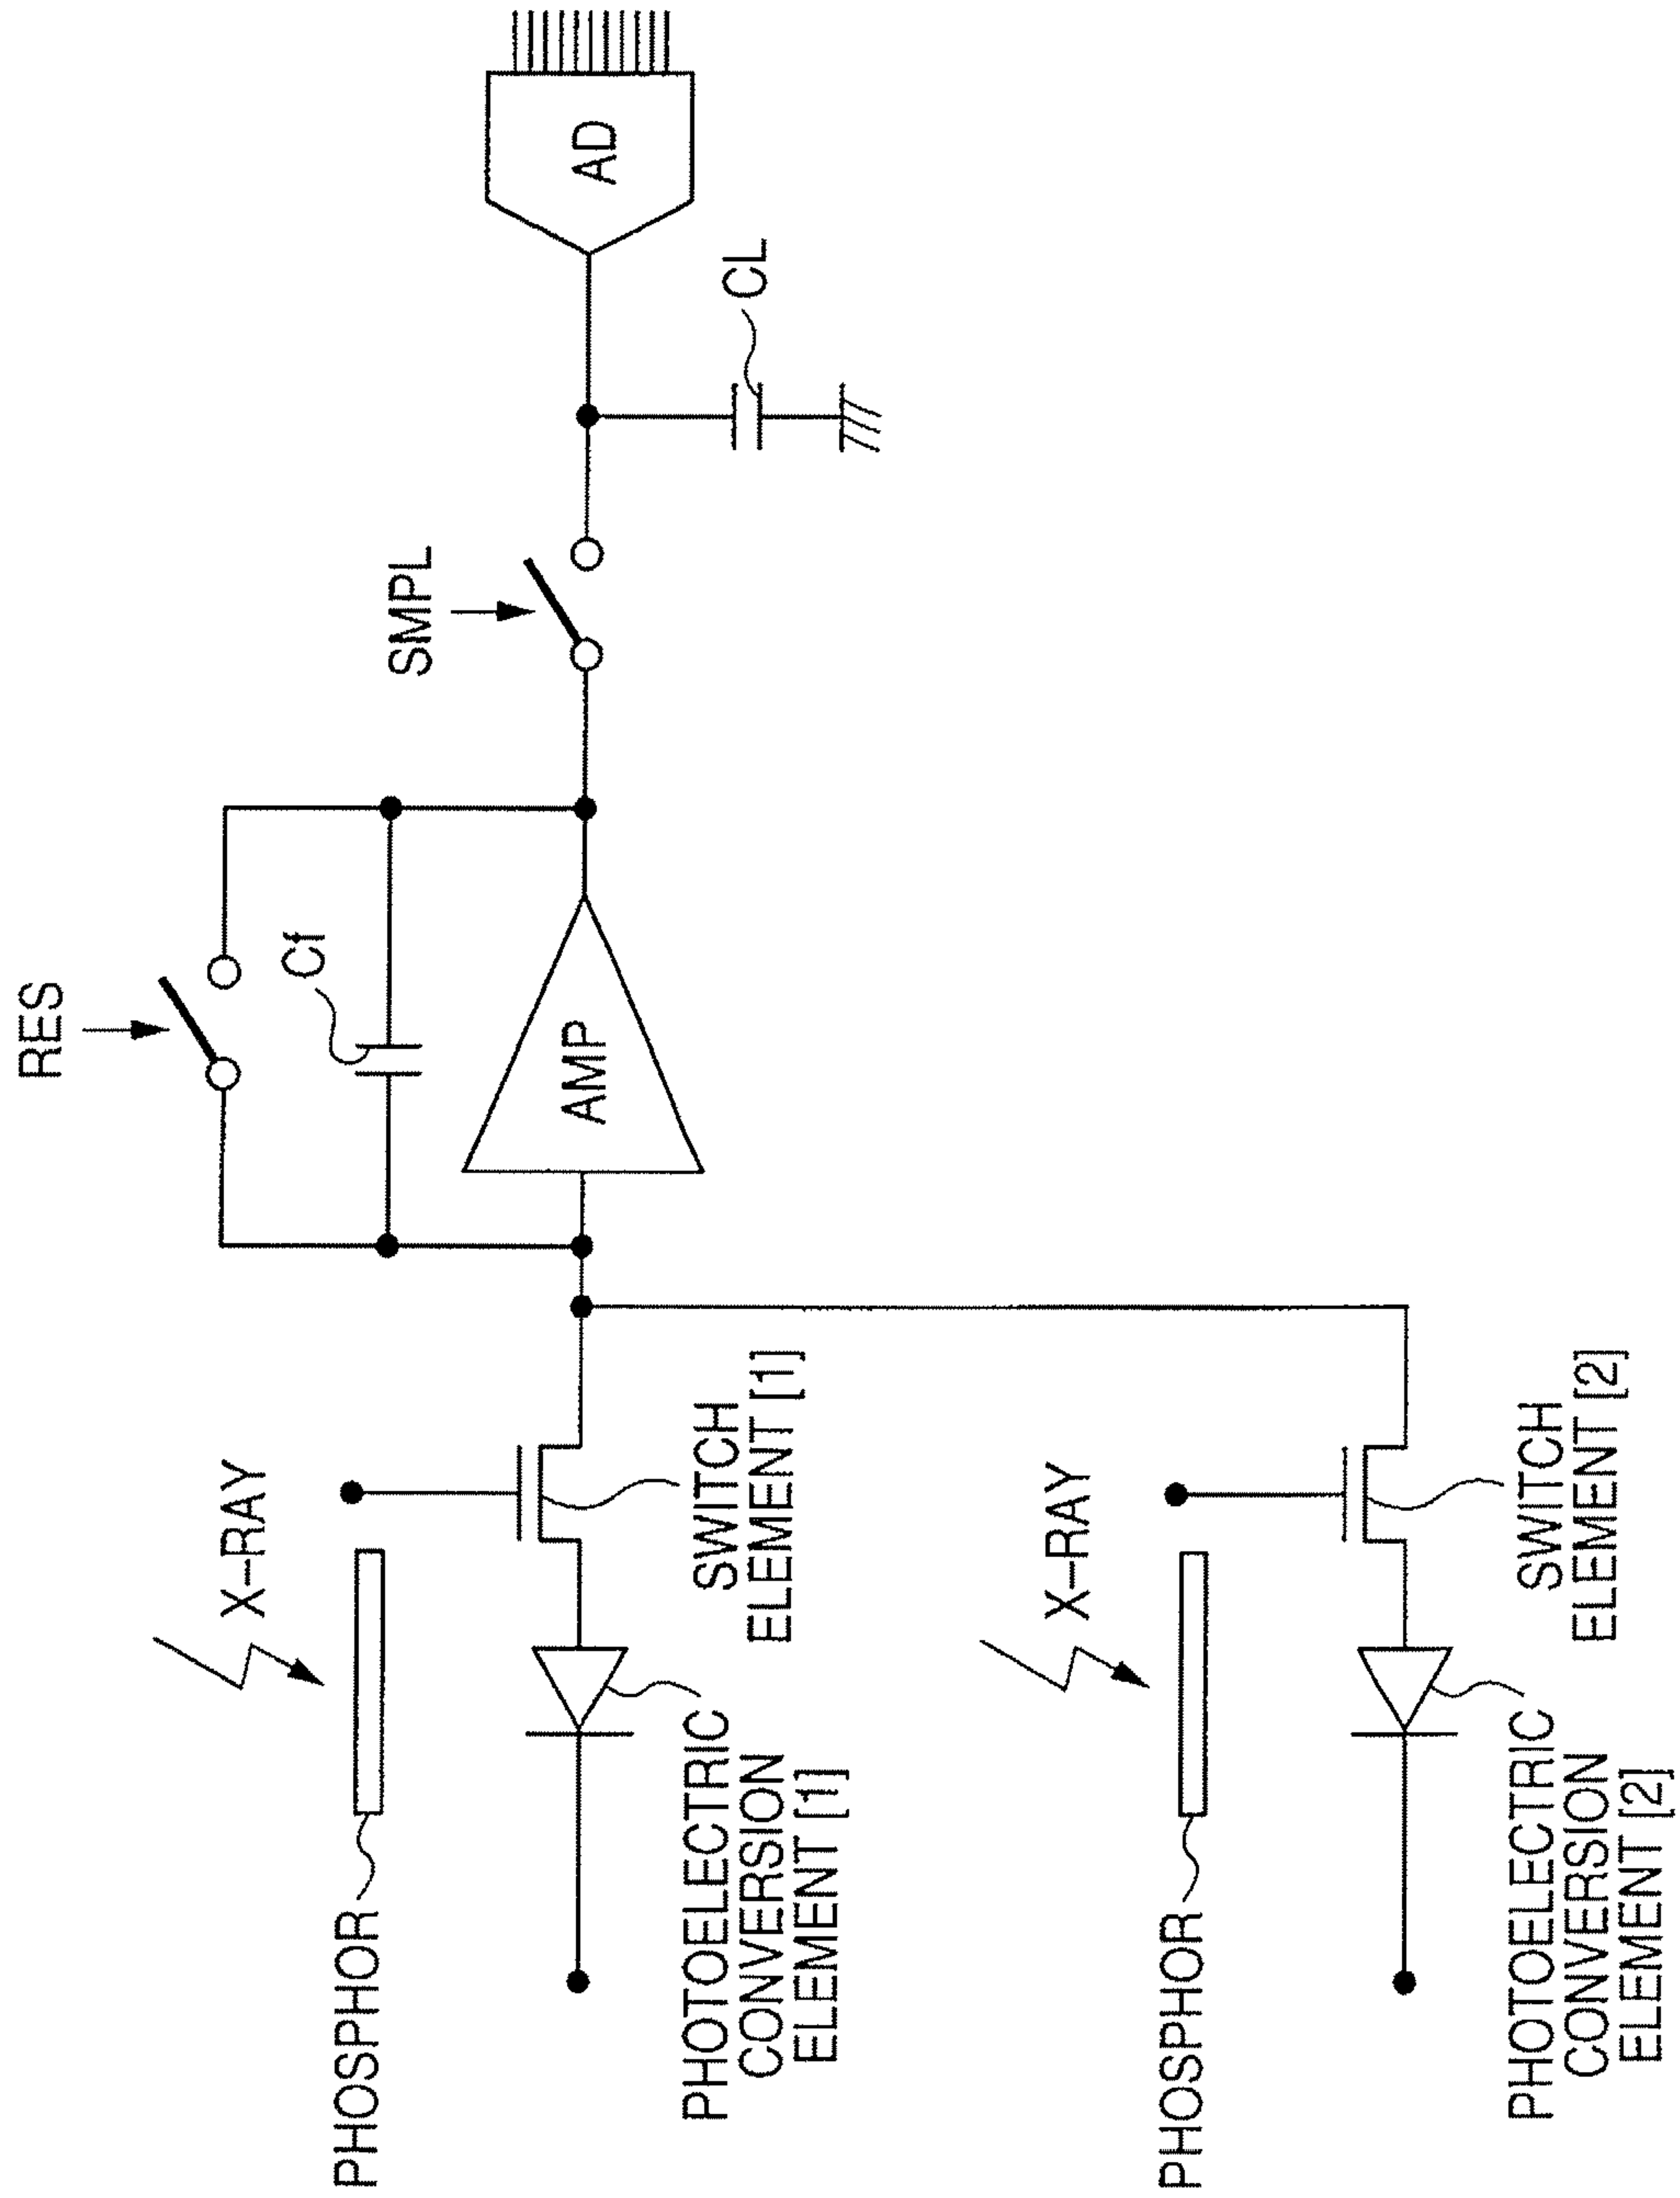 RES
Cf
AMP
SMPL
AD
CL
X–RAY
PHOSPHOR
SWITCH
ELEMENT [1]
PHOTOELECTRIC
CONVERSION
ELEMENT [1]
X–RAY
PHOSPHOR
SWITCH
ELEMENT [2]
PHOTOELECTRIC
CONVERSION
ELEMENT [2]